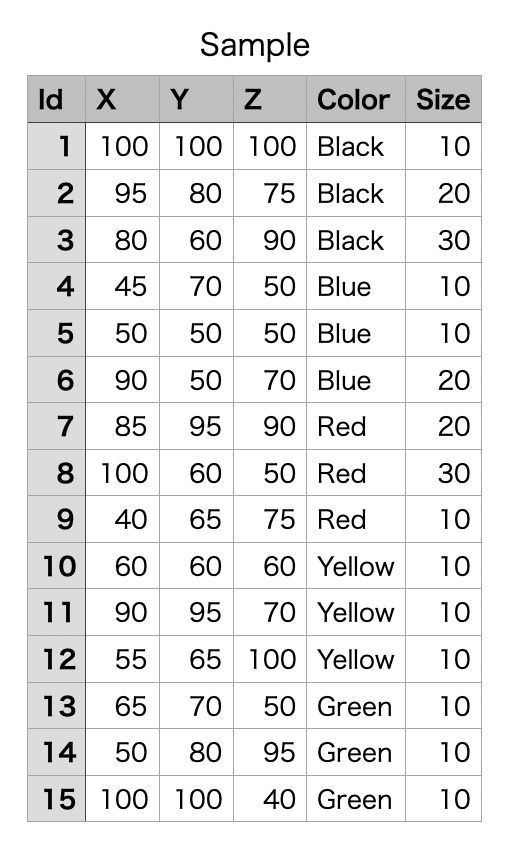 Sample
Id X Y Z Color Size
1 100 100 100 Black 10
2 95 80 75 Black 20
3 80 60 90 Black 30
4 45 70 50 Blue 10
5 50 50 50 Blue 10
6 90 50 70 Blue 20
7 85 95 90 Red 20
8 100 60 50 Red 30
9 40 65 75 Red 10
10 60 60 60 Yellow 10
11 90 95 70 Yellow 10
12 55 65 100 Yellow 10
13 65 70 50 Green 10
14 50 80 95 Green 10
15 100 100 40 Green 10